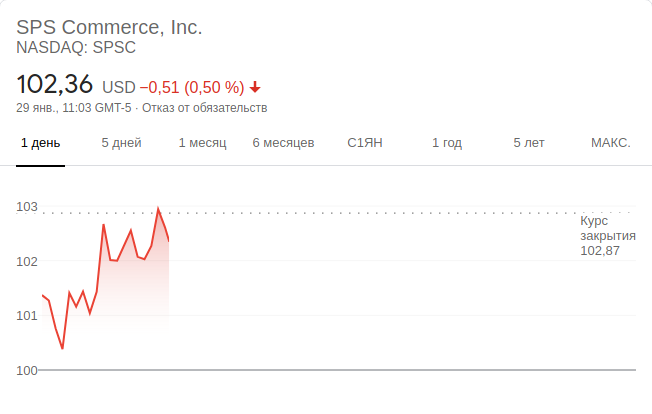 SPS Commerce, Inc.
NASDAQ: SPSC
102,36 USD −0,51 (0,50 %)
29 янв., 11:03 GMT-5 · Отказ от обязательств
1 день 5 дней 1 месяц 6 месяцев С1ЯН 1 год 5 лет МАКС.
103
Курс
закрытия
102,87
102
101
100